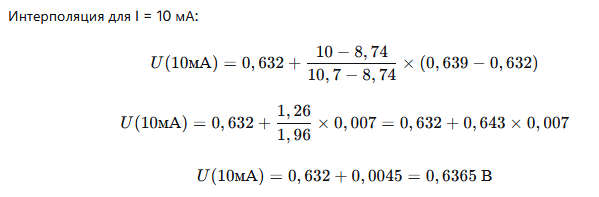 Интерполяция для I = 10 мА:
U(10мА) = 0,632 + \frac{10 − 8,74}{10,7 − 8,74} × (0,639 − 0,632)
U(10мА) = 0,632 + \frac{1,26}{1,96} × 0,007 = 0,632 + 0,643 × 0,007
U(10мА) = 0,632 + 0,0045 = 0,6365 В